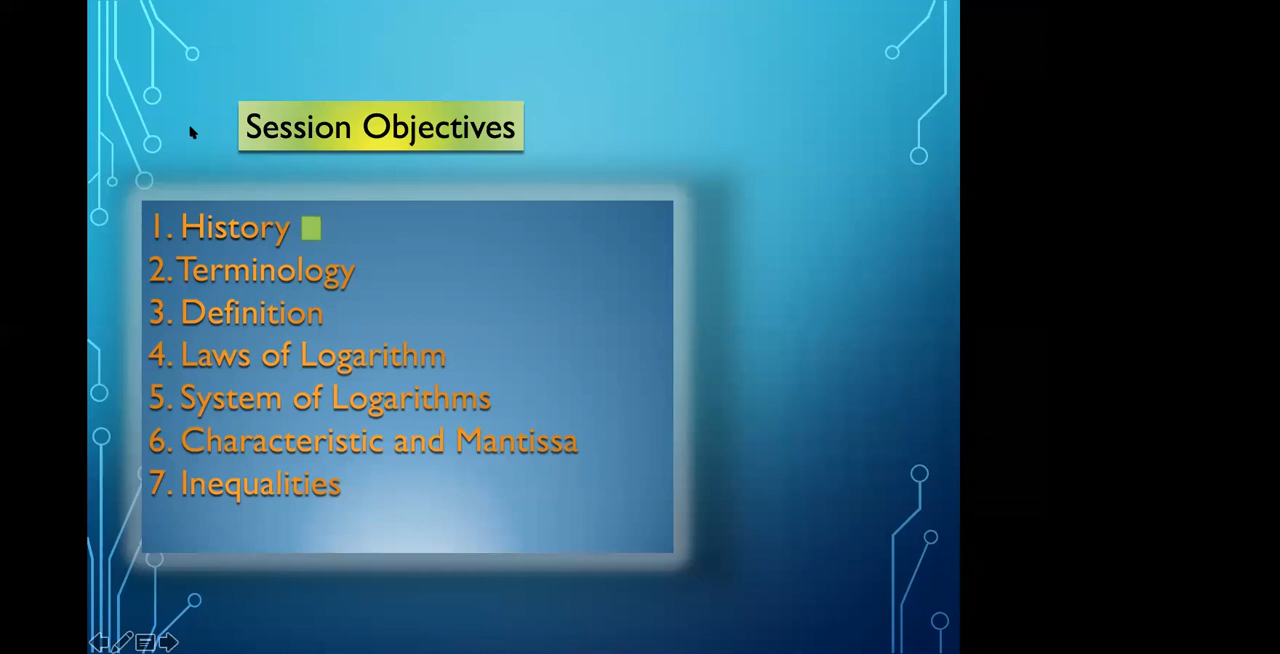 Session Objectives
1. History
2. Terminology
3. Definition
4. Laws of Logarithm
5. System of Logarithms
6. Characteristic and Mantissa
7. Inequalities